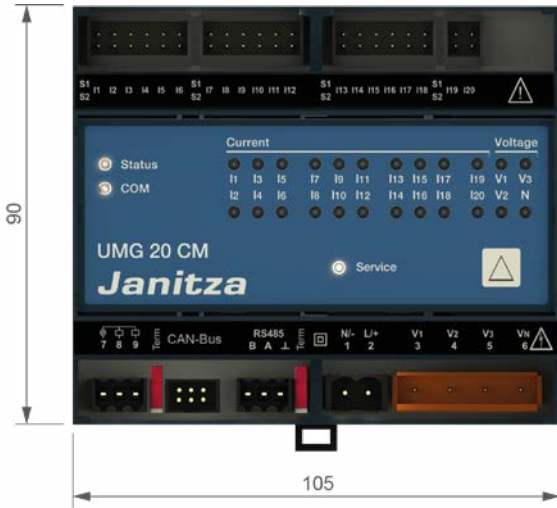 S1 I1 I2 I3 I4 I5 I6 S1 I7 I8 I9 I10 I11 I12 S1 I13 I14 I15 I16 I17 I18 S1 I19 I20
S2 S2 S2 S2
Current Voltage
Status
COM
I1 I3 I5 I7 I9 I11 I13 I15 I17 I19 V1 V3
I2 I4 I6 I8 I10 I12 I14 I16 I18 I20 V2 N
UMG 20 CM
Janitza
Service
Term CAN-Bus RS485 Term N/- L/+ V1 V2 V3 VN
7 8 9 B A 1 2 3 4 5 6
90
105